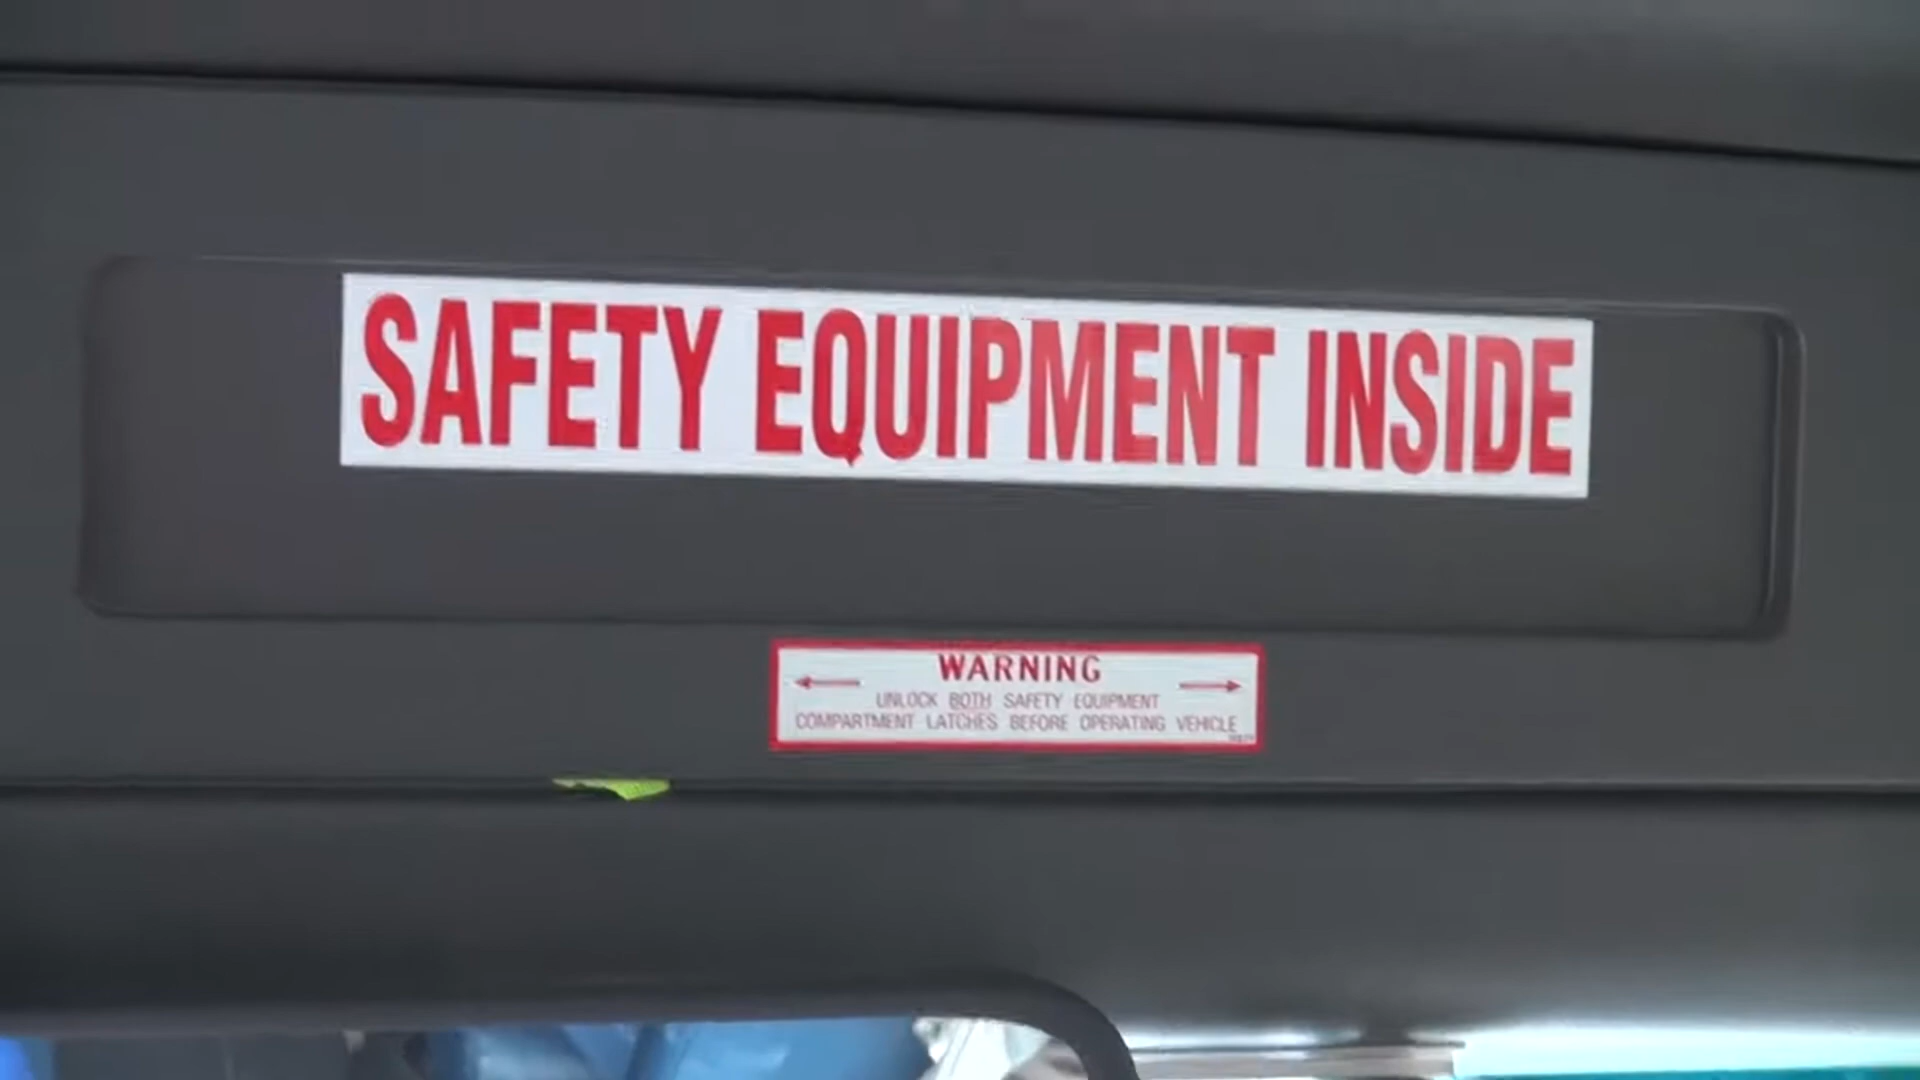 SAFETY EQUIPMENT INSIDE
WARNING
UNLOCK BOTH SAFETY EQUIPMENT
COMPARTMENT LATCHES BEFORE OPERATING VEHICLE